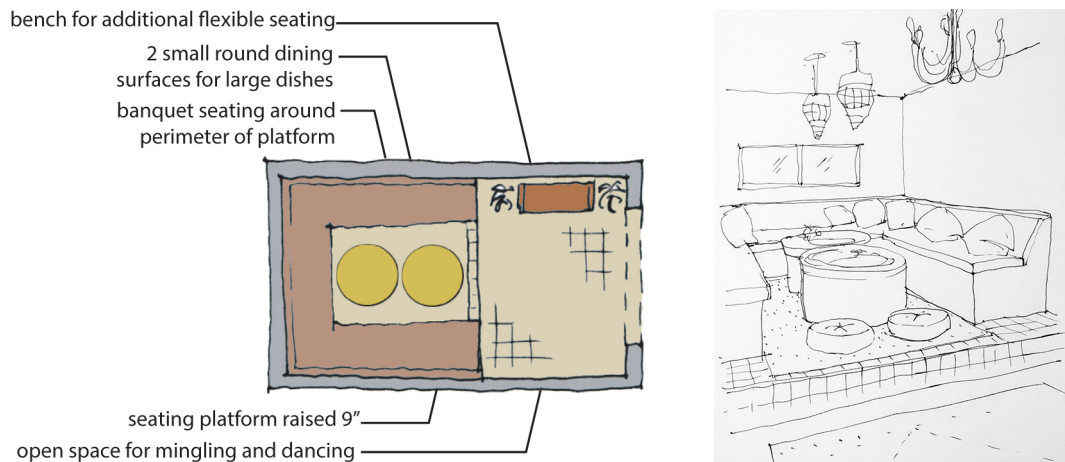 bench for additional flexible seating
2 small round dining
surfaces for large dishes
banquet seating around
perimeter of platform
seating platform raised 9”
open space for mingling and dancing